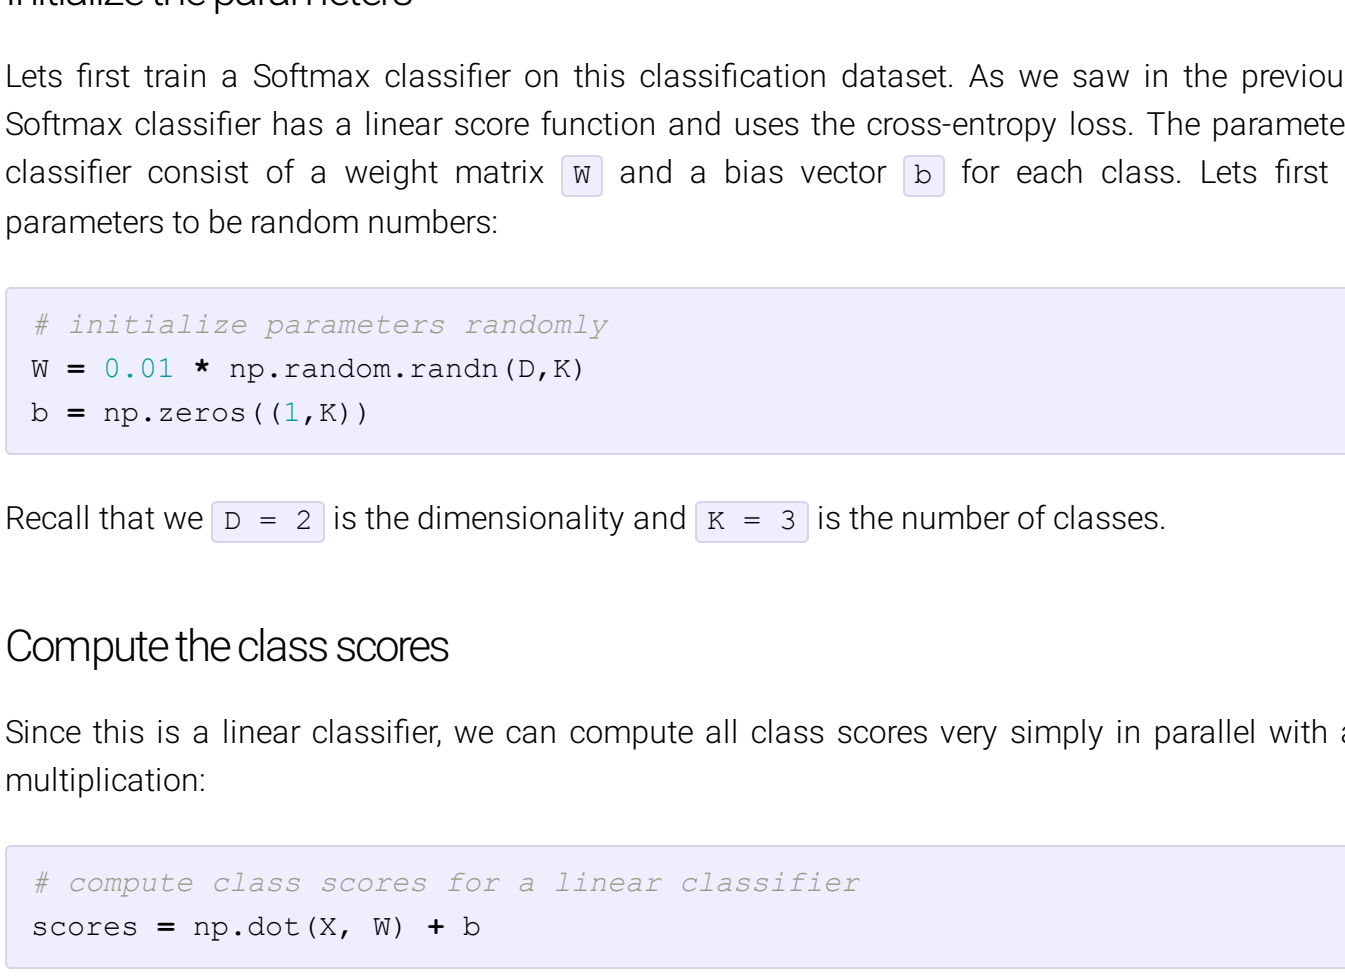 Initialize the parameters
Lets first train a Softmax classifier on this classification dataset. As we saw in the previou
Softmax classifier has a linear score function and uses the cross-entropy loss. The paramete
classifier consist of a weight matrix W and a bias vector b for each class. Lets first
parameters to be random numbers:
# initialize parameters randomly
W = 0.01 * np.random.randn(D,K)
b = np.zeros((1,K))
Recall that we D = 2 is the dimensionality and K = 3 is the number of classes.
Compute the class scores
Since this is a linear classifier, we can compute all class scores very simply in parallel with a
multiplication:
# compute class scores for a linear classifier
scores = np.dot(X, W) + b